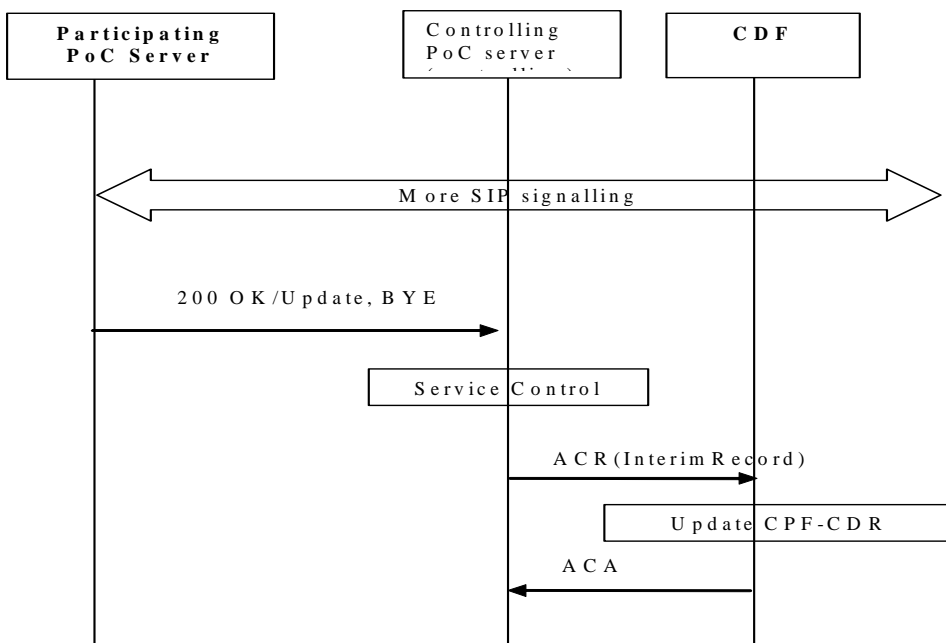 Participating
PoC Server
Controlling
PoC server
CDF
More SIP signalling
200 OK/Update, BYE
Service Control
ACR(Interim Record)
Update CPF-CDR
ACA